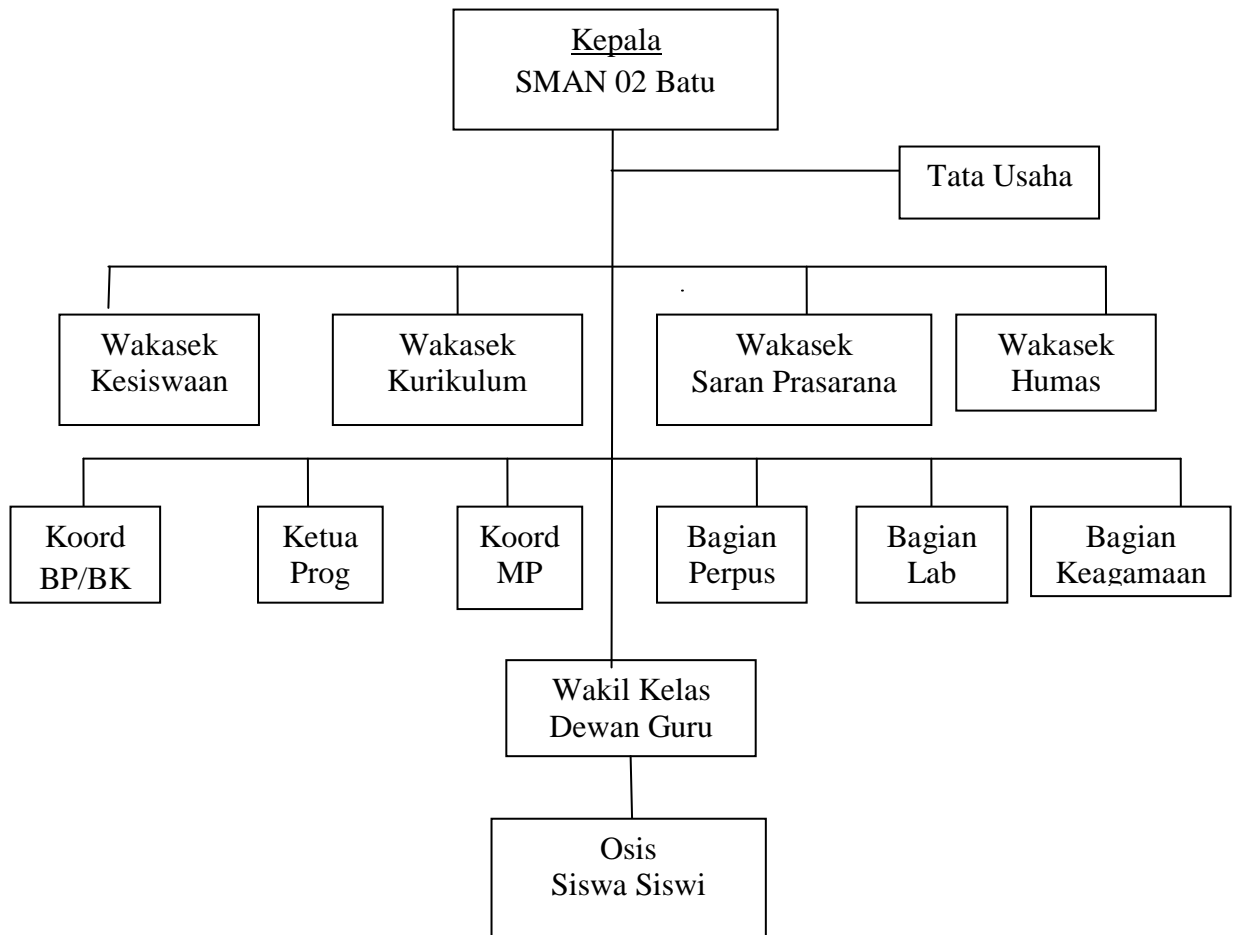 Kepala
SMAN 02 Batu
Tata Usaha
Wakasek
Kesiswaan
Wakasek
Kurikulum
Wakasek
Saran Prasarana
Wakasek
Humas
Koord
BP/BK
Ketua
Prog
Koord
MP
Bagian
Perpus
Bagian
Lab
Bagian
Keagamaan
Wakil Kelas
Dewan Guru
Osis
Siswa Siswi